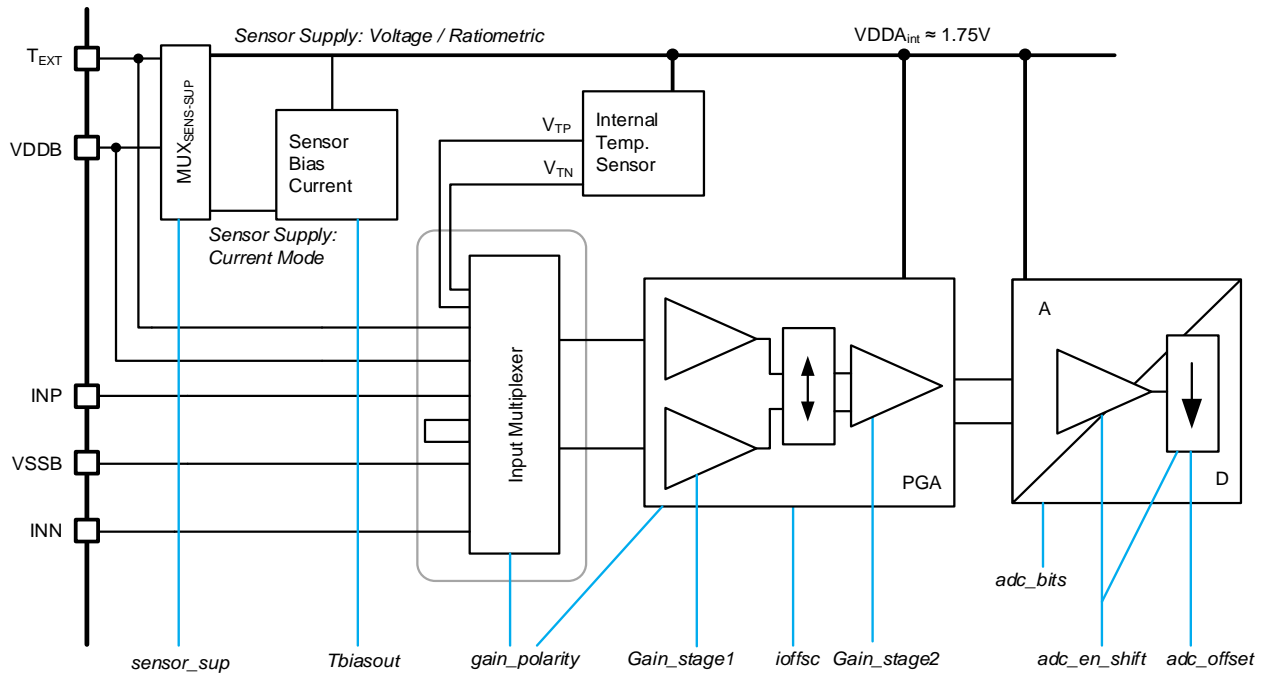 Sensor Supply: Voltage / Ratiometric
VDDAint ≈ 1.75V
TEXT
VDDB
MUXSENS-SUP
Sensor
Bias
Current
VTP
VTN
Internal
Temp.
Sensor
Sensor Supply:
Current Mode
Input Multiplexer
INP
VSSB
INN
PGA
A
D
adc_bits
sensor_sup
Tbiasout
gain_polarity
Gain_stage1
ioffsc
Gain_stage2
adc_en_shift
adc_offset